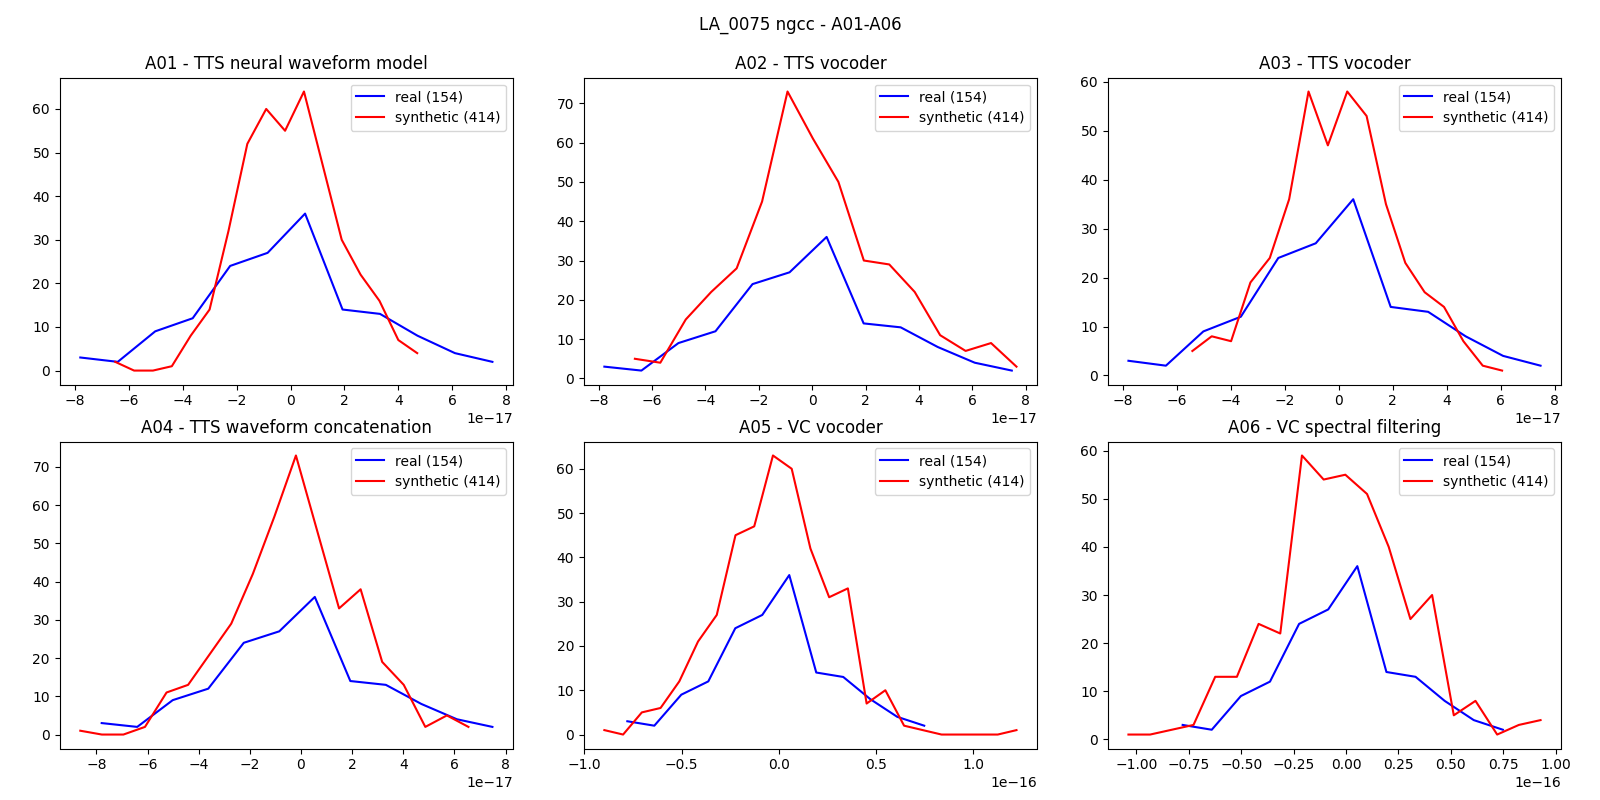 LA_0075 ngcc - A01-A06
A01 - TTS neural waveform model
real (154)
synthetic (414)
60
50
40
30
20
10
0
−8 −6 −4 −2 0 2 4 6 8
1e−17
A02 - TTS vocoder
real (154)
synthetic (414)
70
60
50
40
30
20
10
0
−8 −6 −4 −2 0 2 4 6 8
1e−17
A03 - TTS vocoder
real (154)
synthetic (414)
60
50
40
30
20
10
0
−8 −6 −4 −2 0 2 4 6 8
1e−17
A04 - TTS waveform concatenation
real (154)
synthetic (414)
70
60
50
40
30
20
10
0
−8 −6 −4 −2 0 2 4 6 8
1e−17
A05 - VC vocoder
real (154)
synthetic (414)
60
50
40
30
20
10
0
−1.0 −0.5 0.0 0.5 1.0
1e−16
A06 - VC spectral filtering
real (154)
synthetic (414)
60
50
40
30
20
10
0
−1.00 −0.75 −0.50 −0.25 0.00 0.25 0.50 0.75 1.00
1e−16